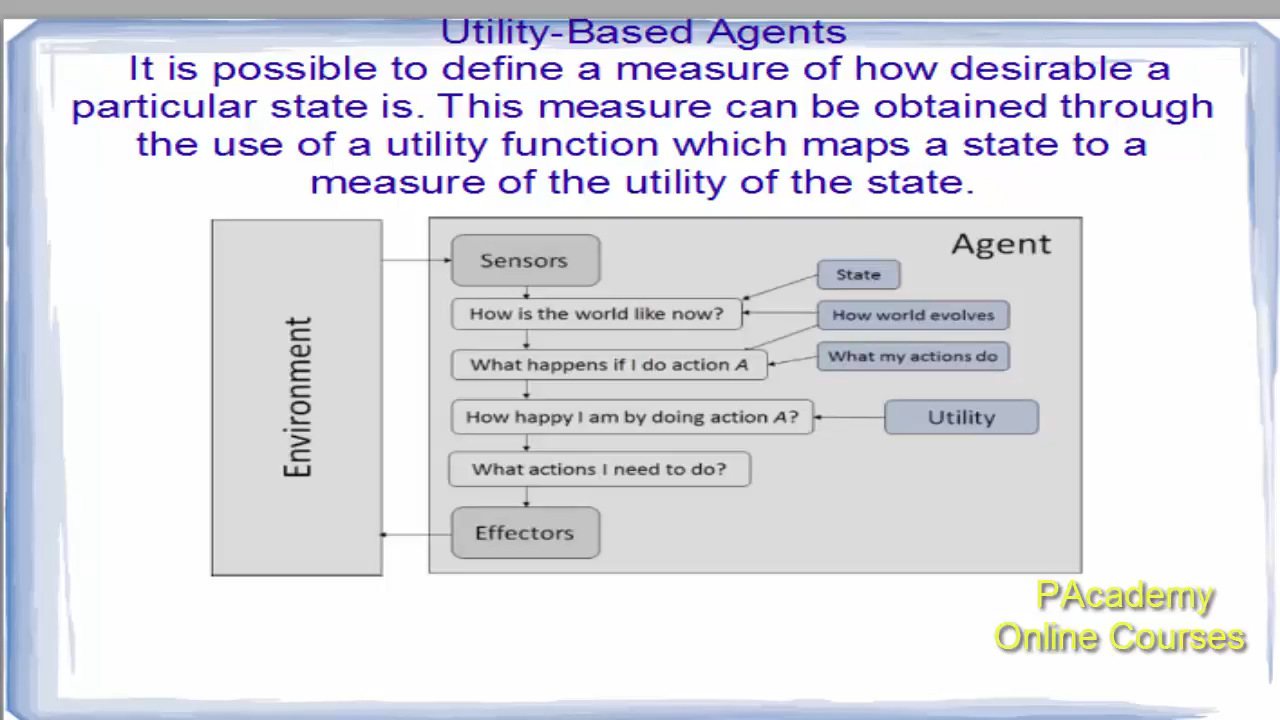 Utility-Based Agents
It is possible to define a measure of how desirable a
particular state is. This measure can be obtained through
the use of a utility function which maps a state to a
measure of the utility of the state.
Environment
Agent
Sensors
State
How is the world like now?
How world evolves
What happens if I do action A
What my actions do
How happy I am by doing action A?
Utility
What actions I need to do?
Effectors
PAcademy
Online Courses